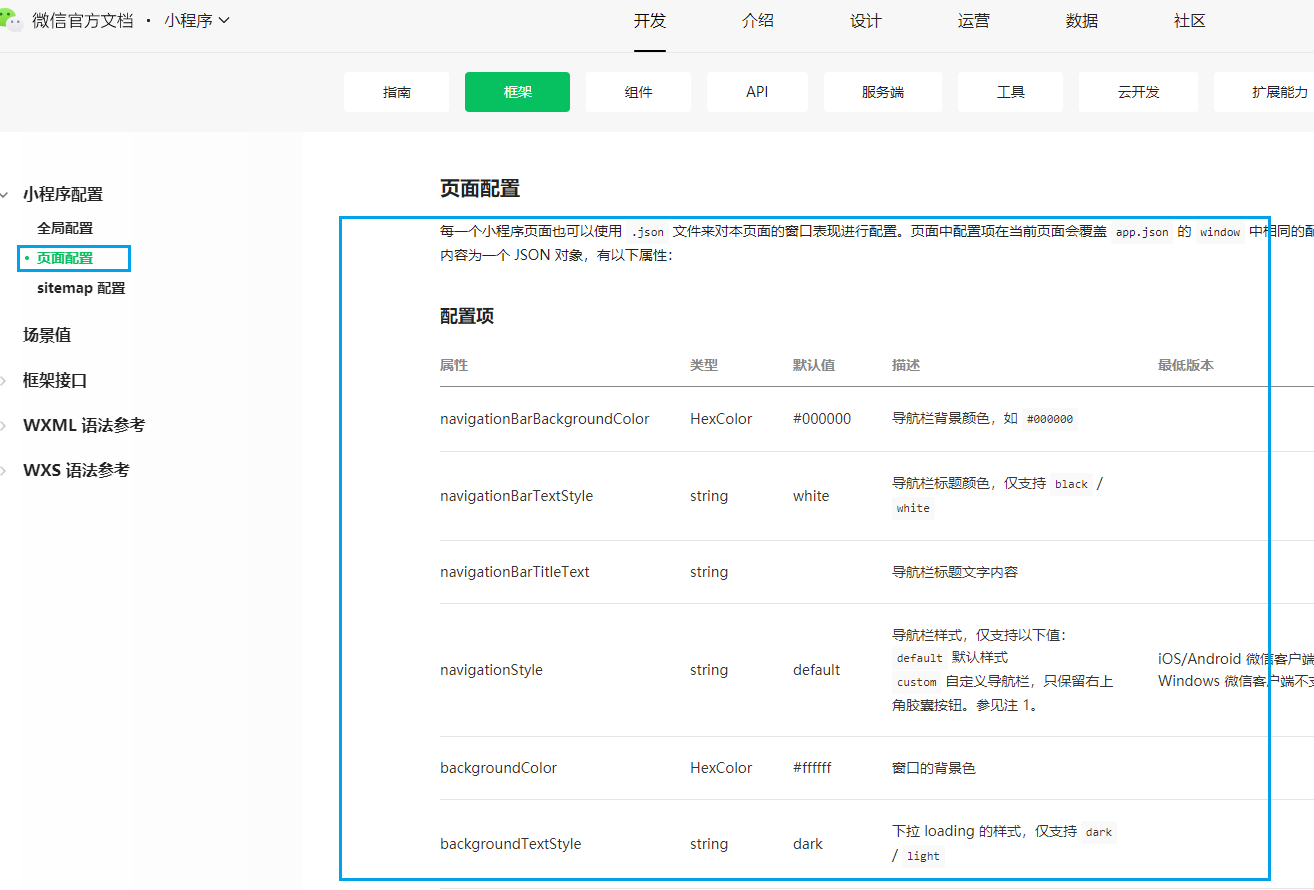 微信官方文档 · 小程序
开发 介绍 设计 运营 数据 社区
指南 框架 组件 API 服务端 工具 云开发 扩展能力
小程序配置
全局配置
页面配置
sitemap 配置
场景值
框架接口
WXML 语法参考
WXS 语法参考
页面配置
每一个小程序页面也可以使用 .json 文件来对本页面的窗口表现进行配置。页面中配置项在当前页面会覆盖 app.json 的 window 中相同的配
内容为一个 JSON 对象，有以下属性：
配置项
属性 类型 默认值 描述 最低版本
navigationBarBackgroundColor HexColor #000000 导航栏背景颜色，如 #000000
navigationBarTextStyle string white 导航栏标题颜色，仅支持 black /
white
navigationBarTitleText string 导航栏标题文字内容
navigationStyle string default 导航栏样式，仅支持以下值：
default 默认样式
custom 自定义导航栏，只保留右上
角胶囊按钮。参见注 1。
iOS/Android 微信客户端
Windows 微信客户端不支
backgroundColor HexColor #ffffff 窗口的背景色
backgroundTextStyle string dark 下拉 loading 的样式，仅支持 dark
/ light